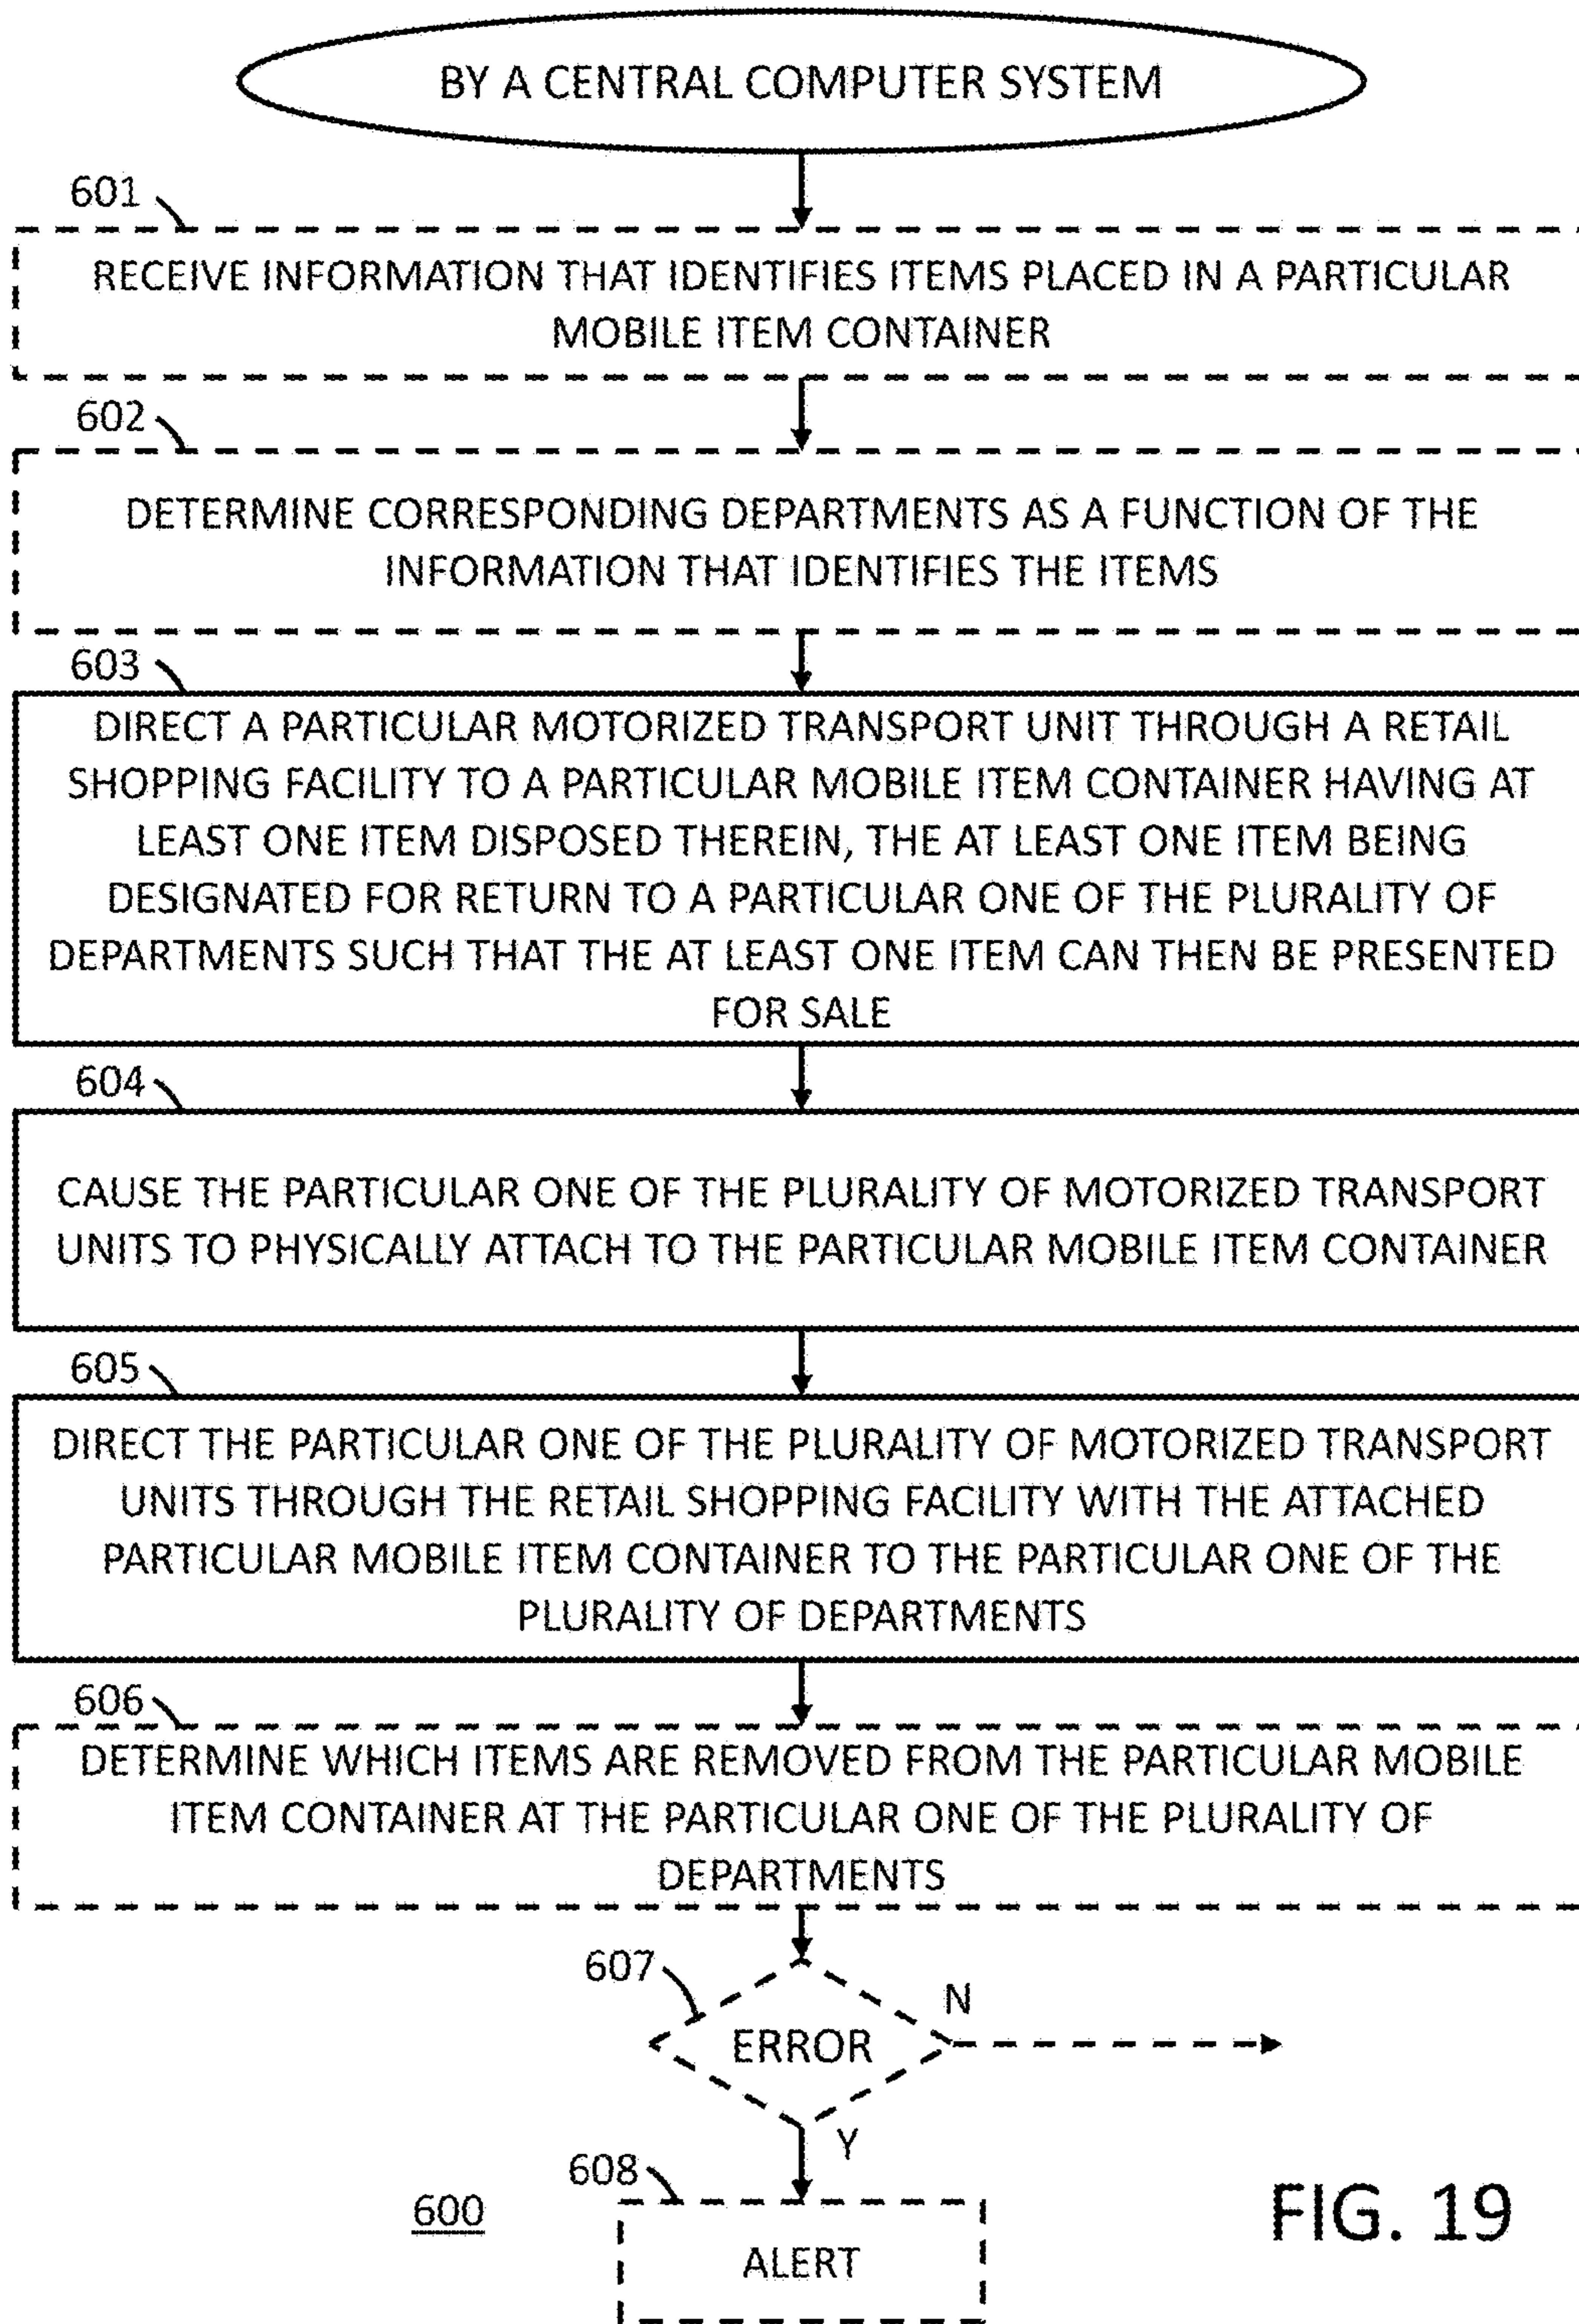 BY A CENTRAL COMPUTER SYSTEM
601
RECEIVE INFORMATION THAT IDENTIFIES ITEMS PLACED IN A PARTICULAR
MOBILE ITEM CONTAINER
602
DETERMINE CORRESPONDING DEPARTMENTS AS A FUNCTION OF THE
INFORMATION THAT IDENTIFIES THE ITEMS
603
DIRECT A PARTICULAR MOTORIZED TRANSPORT UNIT THROUGH A RETAIL
SHOPPING FACILITY TO A PARTICULAR MOBILE ITEM CONTAINER HAVING AT
LEAST ONE ITEM DISPOSED THEREIN, THE AT LEAST ONE ITEM BEING
DESIGNATED FOR RETURN TO A PARTICULAR ONE OF THE PLURALITY OF
DEPARTMENTS SUCH THAT THE AT LEAST ONE ITEM CAN THEN BE PRESENTED
FOR SALE
604
CAUSE THE PARTICULAR ONE OF THE PLURALITY OF MOTORIZED TRANSPORT
UNITS TO PHYSICALLY ATTACH TO THE PARTICULAR MOBILE ITEM CONTAINER
605
DIRECT THE PARTICULAR ONE OF THE PLURALITY OF MOTORIZED TRANSPORT
UNITS THROUGH THE RETAIL SHOPPING FACILITY WITH THE ATTACHED
PARTICULAR MOBILE ITEM CONTAINER TO THE PARTICULAR ONE OF THE
PLURALITY OF DEPARTMENTS
606
DETERMINE WHICH ITEMS ARE REMOVED FROM THE PARTICULAR MOBILE
ITEM CONTAINER AT THE PARTICULAR ONE OF THE PLURALITY OF
DEPARTMENTS
607
N
ERROR
Y
608
600
ALERT
FIG. 19